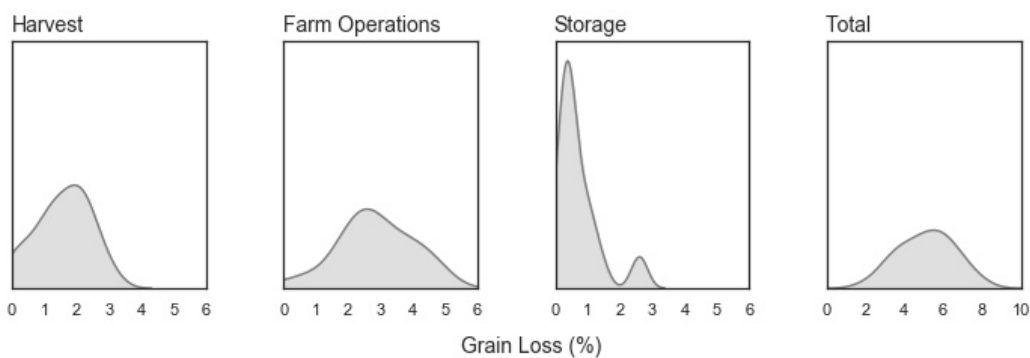 Harvest
Farm Operations
Storage
Total
0 1 2 3 4 5 6
0 1 2 3 4 5 6
0 1 2 3 4 5 6
0 2 4 6 8 10
Grain Loss (%)